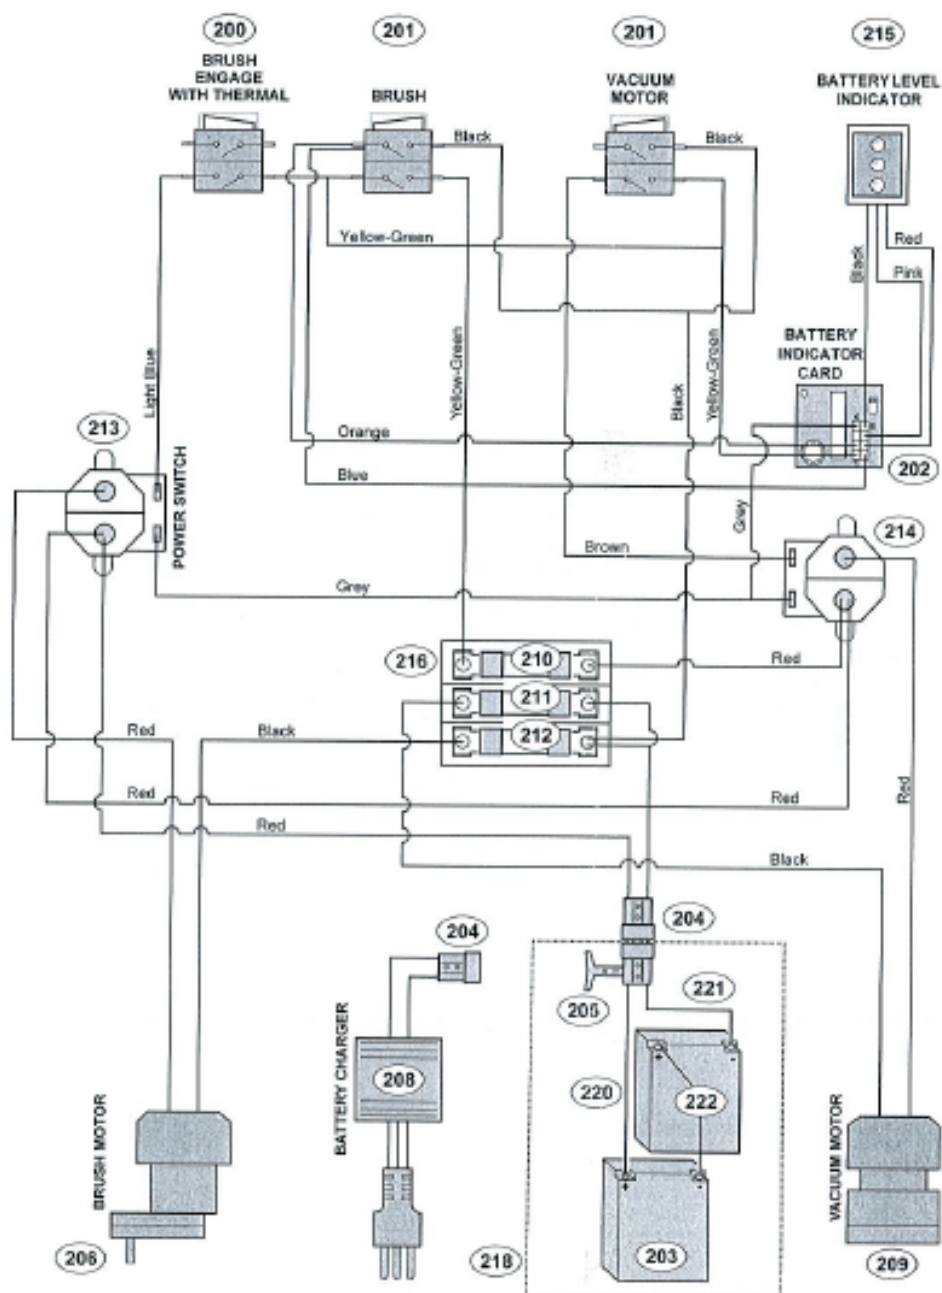 200
201
201
215
BRUSH
ENGAGE
WITH THERMAL
BRUSH
VACUUM
MOTOR
BATTERY LEVEL
INDICATOR
Black
Black
Yellow-Green
Red
Black
Pink
Light Blue
Yellow-Green
Black
Yellow-Green
BATTERY
INDICATOR
CARD
213
Orange
202
Blue
POWER SWITCH
Grey
214
Brown
Grey
216
210
Red
211
212
Red
Black
Red
Red
Red
Red
Black
204
204
205
221
BATTERY CHARGER
208
220
222
BRUSH MOTOR
VACUUM MOTOR
+
-
+
-
206
218
203
209